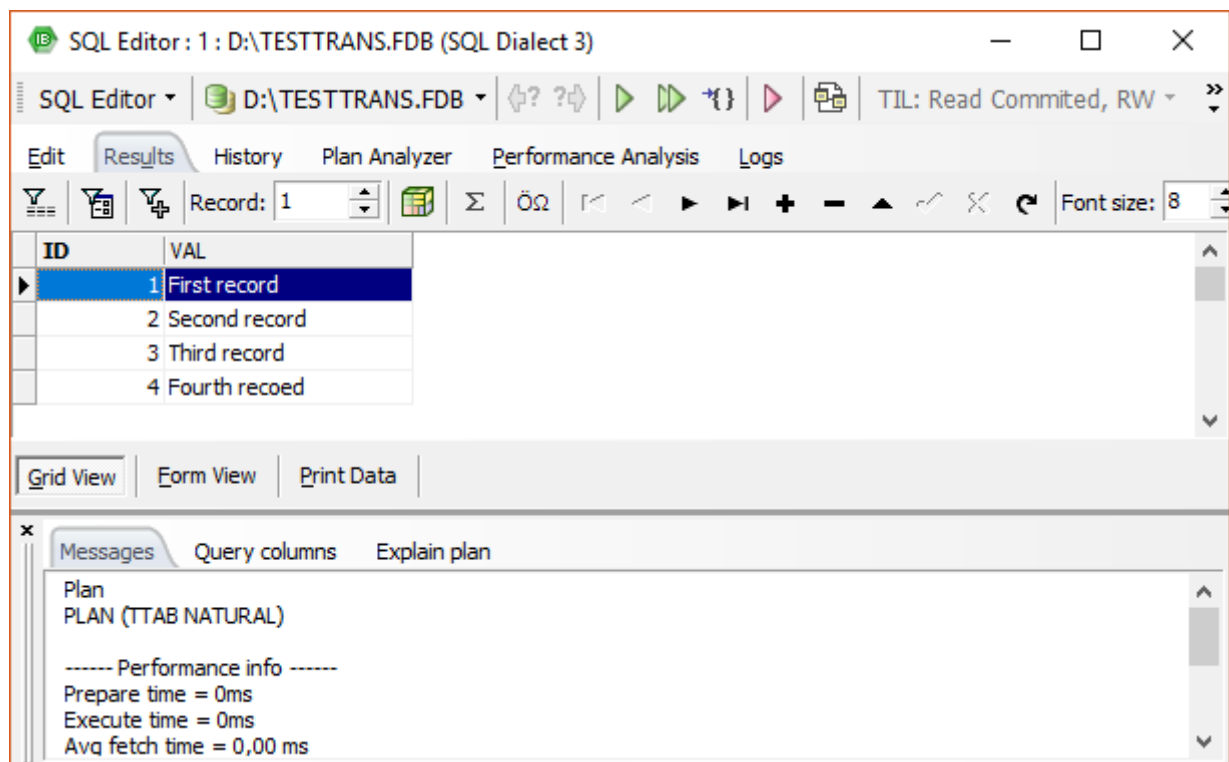 SQL Editor : 1 : D:\TESTTRANS.FDB (SQL Dialect 3)
SQL Editor D:\TESTTRANS.FDB TIL: Read Commited, RW
Edit Results History Plan Analyzer Performance Analysis Logs
Record: 1 Σ ÖΩ Font size: 8
ID VAL
1 First record
2 Second record
3 Third record
4 Fourth recoed
Grid View Form View Print Data
Messages Query columns Explain plan
Plan
PLAN (TTAB NATURAL)
------ Performance info ------
Prepare time = 0ms
Execute time = 0ms
Avg fetch time = 0,00 ms